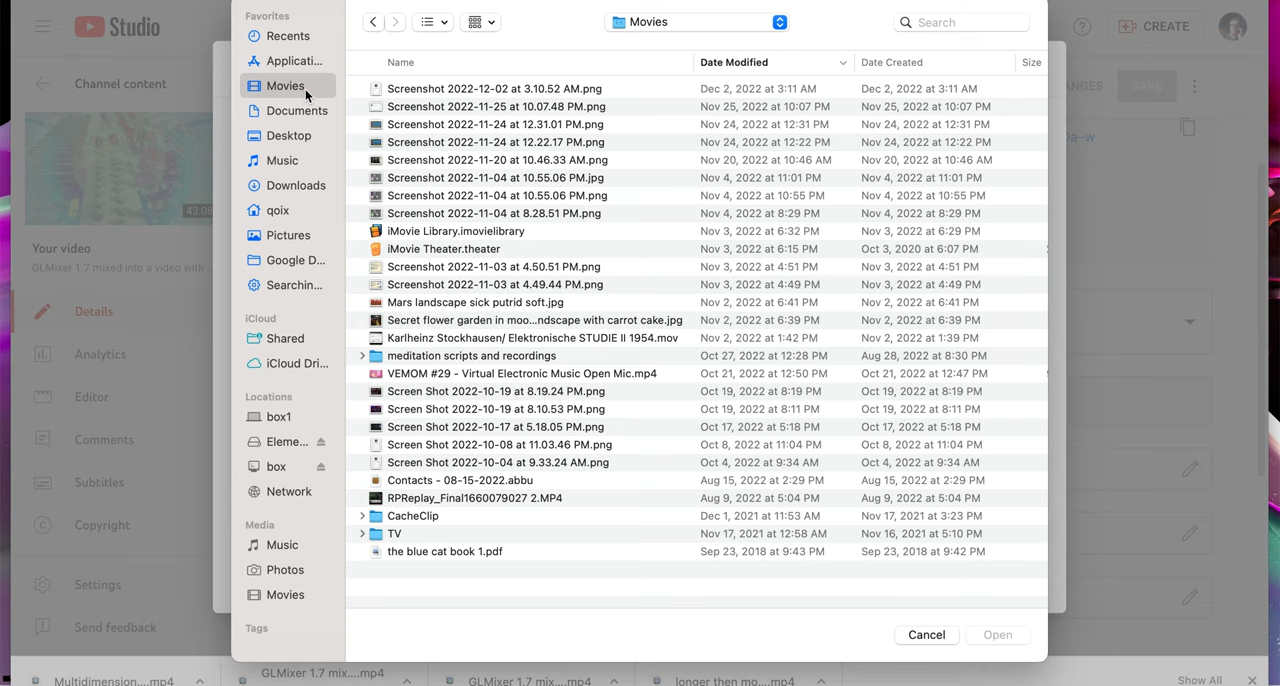 Favorites
Recents
Applicati...
Movies
Documents
Desktop
Music
Downloads
qoix
Pictures
Google D...
Searchin...
iCloud
Shared
iCloud Dri...
Locations
box1
Eleme...
box
Network
Media
Music
Photos
Movies
Tags
Movies
Search
Name Date Modified Date Created Size
Screenshot 2022-12-02 at 3.10.52 AM.png Dec 2, 2022 at 3:11 AM Dec 2, 2022 at 3:11 AM
Screenshot 2022-11-25 at 10.07.48 PM.png Nov 25, 2022 at 10:07 PM Nov 25, 2022 at 10:07 PM
Screenshot 2022-11-24 at 12.31.01 PM.png Nov 24, 2022 at 12:31 PM Nov 24, 2022 at 12:31 PM
Screenshot 2022-11-24 at 12.22.17 PM.png Nov 24, 2022 at 12:22 PM Nov 24, 2022 at 12:22 PM
Screenshot 2022-11-20 at 10.46.33 AM.png Nov 20, 2022 at 10:46 AM Nov 20, 2022 at 10:46 AM
Screenshot 2022-11-04 at 10.55.06 PM.jpg Nov 4, 2022 at 11:01 PM Nov 4, 2022 at 11:01 PM
Screenshot 2022-11-04 at 10.55.06 PM.png Nov 4, 2022 at 10:55 PM Nov 4, 2022 at 10:55 PM
Screenshot 2022-11-04 at 8.28.51 PM.png Nov 4, 2022 at 8:29 PM Nov 4, 2022 at 8:29 PM
iMovie Library.imovielibrary Nov 3, 2022 at 6:32 PM Nov 3, 2022 at 6:29 PM
iMovie Theater.theater Nov 3, 2022 at 6:15 PM Oct 3, 2020 at 6:07 PM
Screenshot 2022-11-03 at 4.50.51 PM.png Nov 3, 2022 at 4:51 PM Nov 3, 2022 at 4:51 PM
Screenshot 2022-11-03 at 4.49.44 PM.png Nov 3, 2022 at 4:49 PM Nov 3, 2022 at 4:49 PM
Mars landscape sick putrid soft.jpg Nov 2, 2022 at 6:41 PM Nov 2, 2022 at 6:41 PM
Secret flower garden in moo...ndscape with carrot cake.jpg Nov 2, 2022 at 6:39 PM Nov 2, 2022 at 6:39 PM
Karlheinz Stockhausen/ Elektronische STUDIE II 1954.mov Nov 2, 2022 at 1:42 PM Nov 2, 2022 at 1:39 PM
meditation scripts and recordings Oct 27, 2022 at 12:28 PM Aug 28, 2022 at 8:30 PM
VEMOM #29 - Virtual Electronic Music Open Mic.mp4 Oct 21, 2022 at 12:50 PM Oct 21, 2022 at 12:47 PM
Screen Shot 2022-10-19 at 8.19.24 PM.png Oct 19, 2022 at 8:19 PM Oct 19, 2022 at 8:19 PM
Screen Shot 2022-10-19 at 8.10.53 PM.png Oct 19, 2022 at 8:11 PM Oct 19, 2022 at 8:11 PM
Screen Shot 2022-10-17 at 5.18.05 PM.png Oct 17, 2022 at 5:18 PM Oct 17, 2022 at 5:18 PM
Screen Shot 2022-10-08 at 11.03.46 PM.png Oct 8, 2022 at 11:04 PM Oct 8, 2022 at 11:04 PM
Screen Shot 2022-10-04 at 9.33.24 AM.png Oct 4, 2022 at 9:34 AM Oct 4, 2022 at 9:34 AM
Contacts - 08-15-2022.abbu Aug 15, 2022 at 2:29 PM Aug 15, 2022 at 2:29 PM
RPReplay_Final1660079027 2.MP4 Aug 9, 2022 at 5:04 PM Aug 9, 2022 at 5:04 PM
CacheClip Dec 1, 2021 at 11:53 AM Nov 17, 2021 at 3:23 PM
TV Nov 17, 2021 at 12:58 AM Nov 16, 2021 at 5:10 PM
the blue cat book 1.pdf Sep 23, 2018 at 9:43 PM Sep 23, 2018 at 9:42 PM
Cancel Open
Studio
Channel content
43:08
Your video
GLMixer 1.7 mixed into a video with ...
Details
Analytics
Editor
Comments
Subtitles
Copyright
Settings
Send feedback
CREATE
ANGES SAVE
a-w
Multidimension....mp4 GLMixer 1.7 mix....mp4 GLMixer 1.7 mix....mp4 longer then mo....mp4 Show All